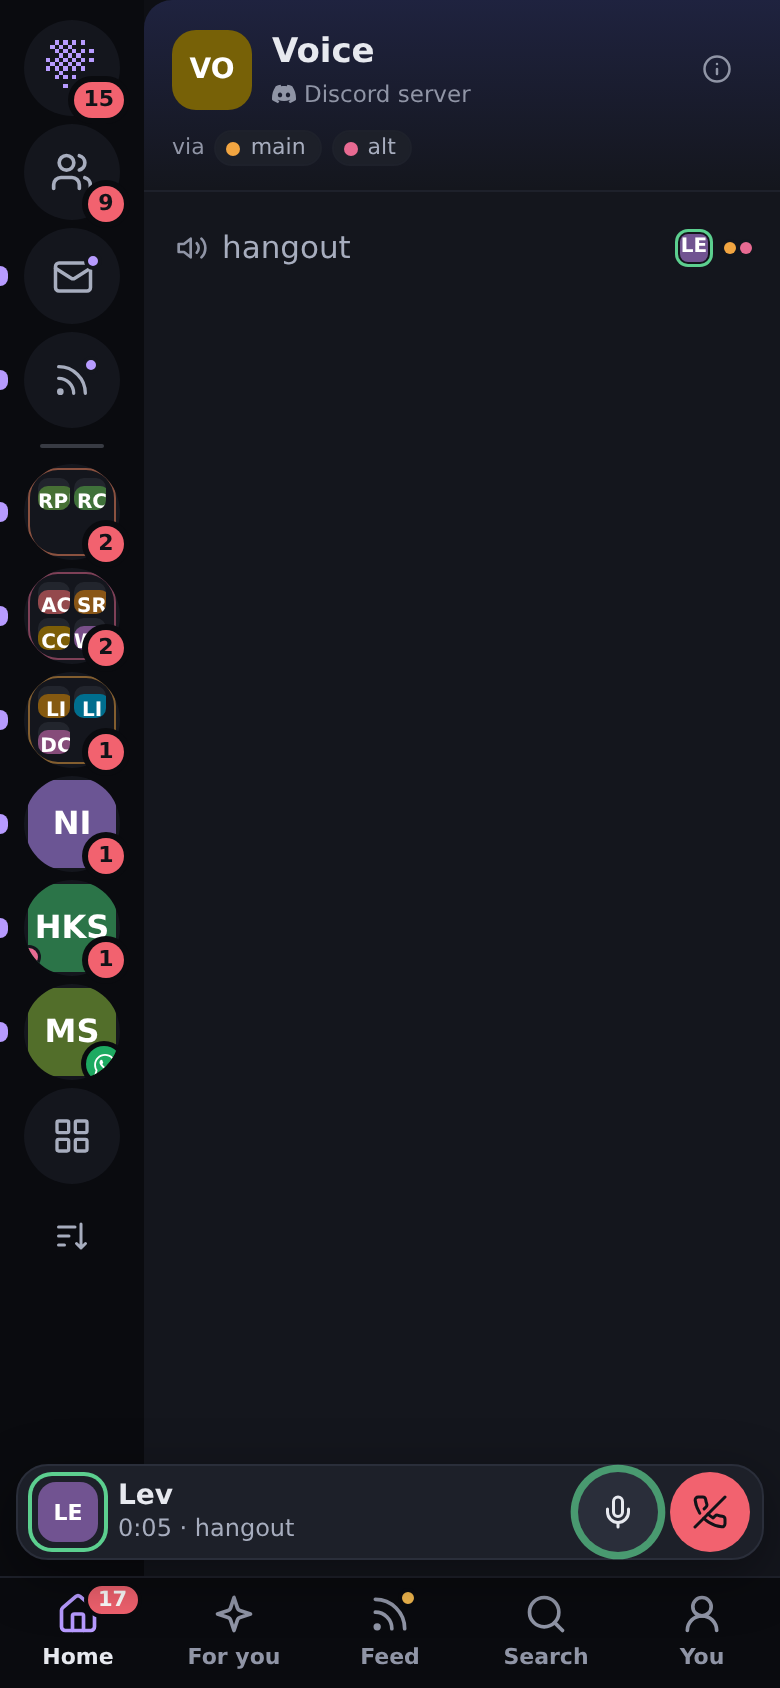 15
9
RP RC
2
AC SR
CC
2
LI LI
DC
1
NI
1
HKS
1
MS
VO
Voice
Discord server
via main alt
hangout
LE
LE
Lev
0:05 · hangout
17
Home
For you
Feed
Search
You